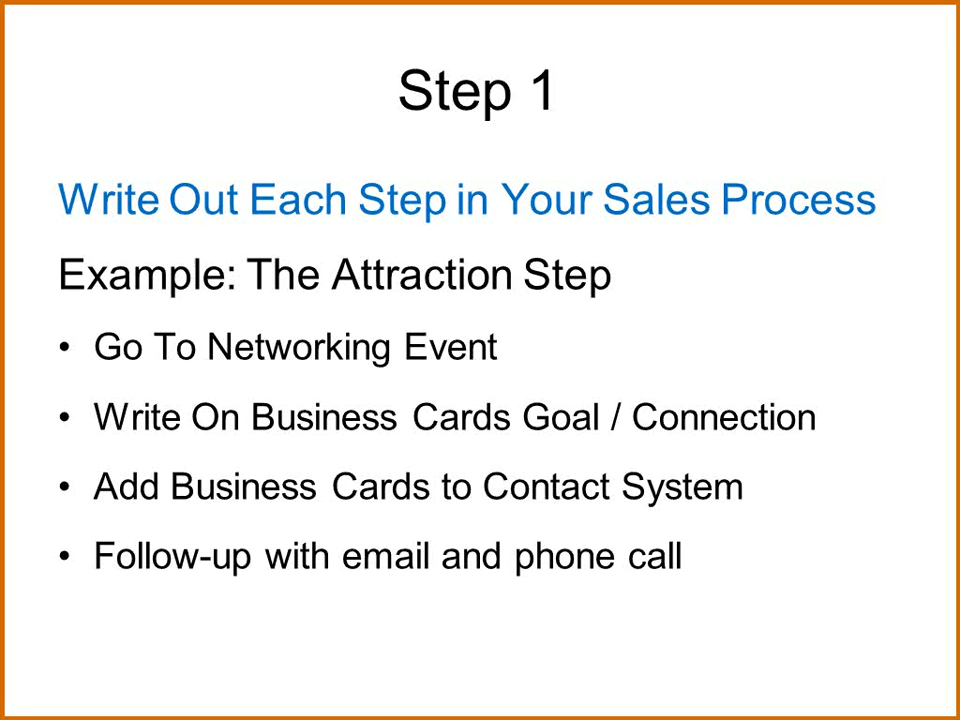 Step 1
Write Out Each Step in Your Sales Process
Example: The Attraction Step
• Go To Networking Event
• Write On Business Cards Goal / Connection
• Add Business Cards to Contact System
• Follow-up with email and phone call